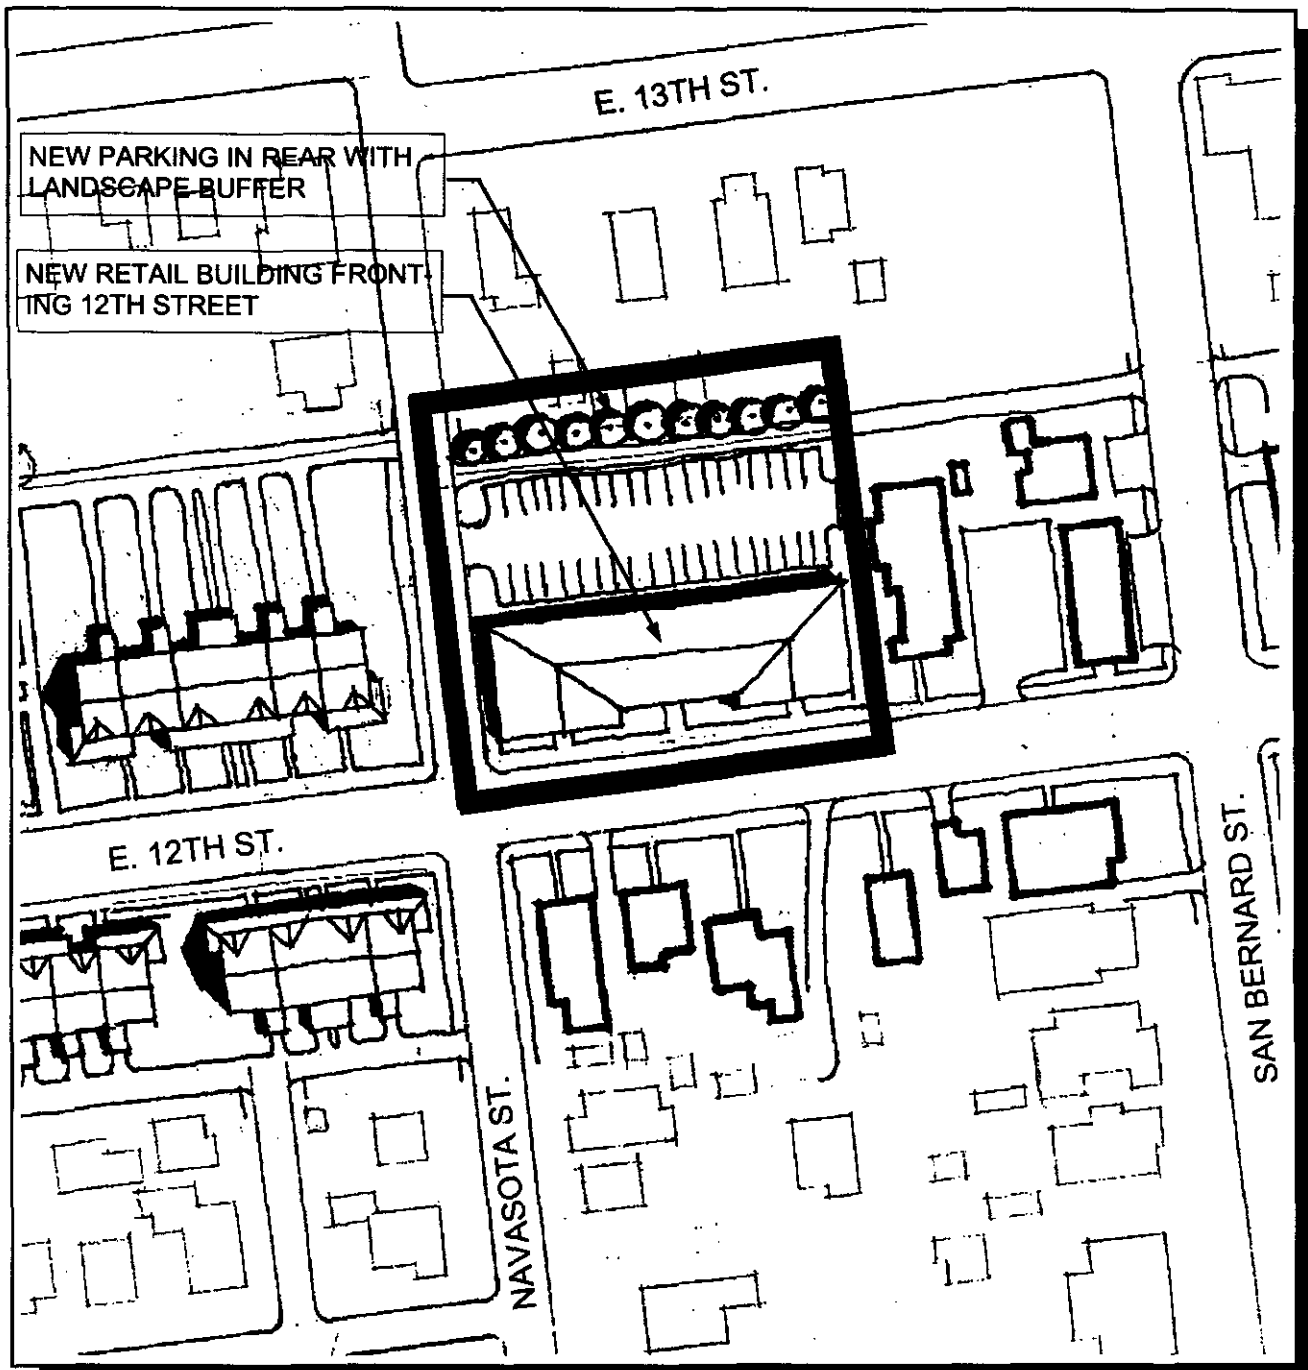 E. 13TH ST.
NEW PARKING IN REAR WITH
LANDSCAPE BUFFER
NEW RETAIL BUILDING FRONT-
ING 12TH STREET
E. 12TH ST.
NAVASOTA ST.
SAN BERNARD ST.